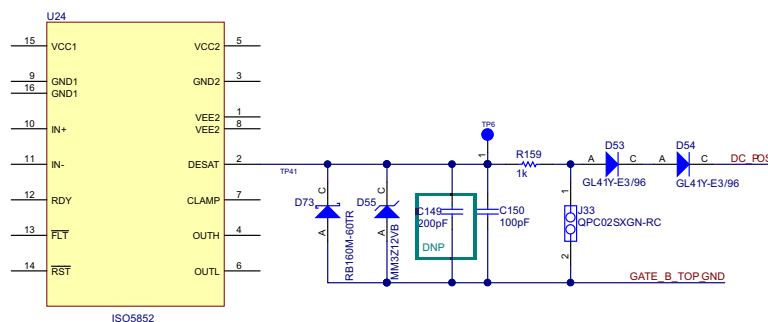 U24
15 VCC1 VCC2 5
9 GND1 GND2 3
16 GND1
VEE2 1
10 IN+ VEE2 8
11 IN- DESAT 2
12 RDY CLAMP 7
13 FLT OUTH 4
14 RST OUTL 6
ISO5852
TP41
TP6
1
R159
1k
D53
A C
GL41Y-E3/96
D54
A C
GL41Y-E3/96
DC_POS
D73
C
A
RB160M-60TR
D55
C
A
MM3Z12VB
C149
200pF
DNP
C150
100pF
1
J33
QPC02SXGN-RC
2
GATE_B_TOP_GND